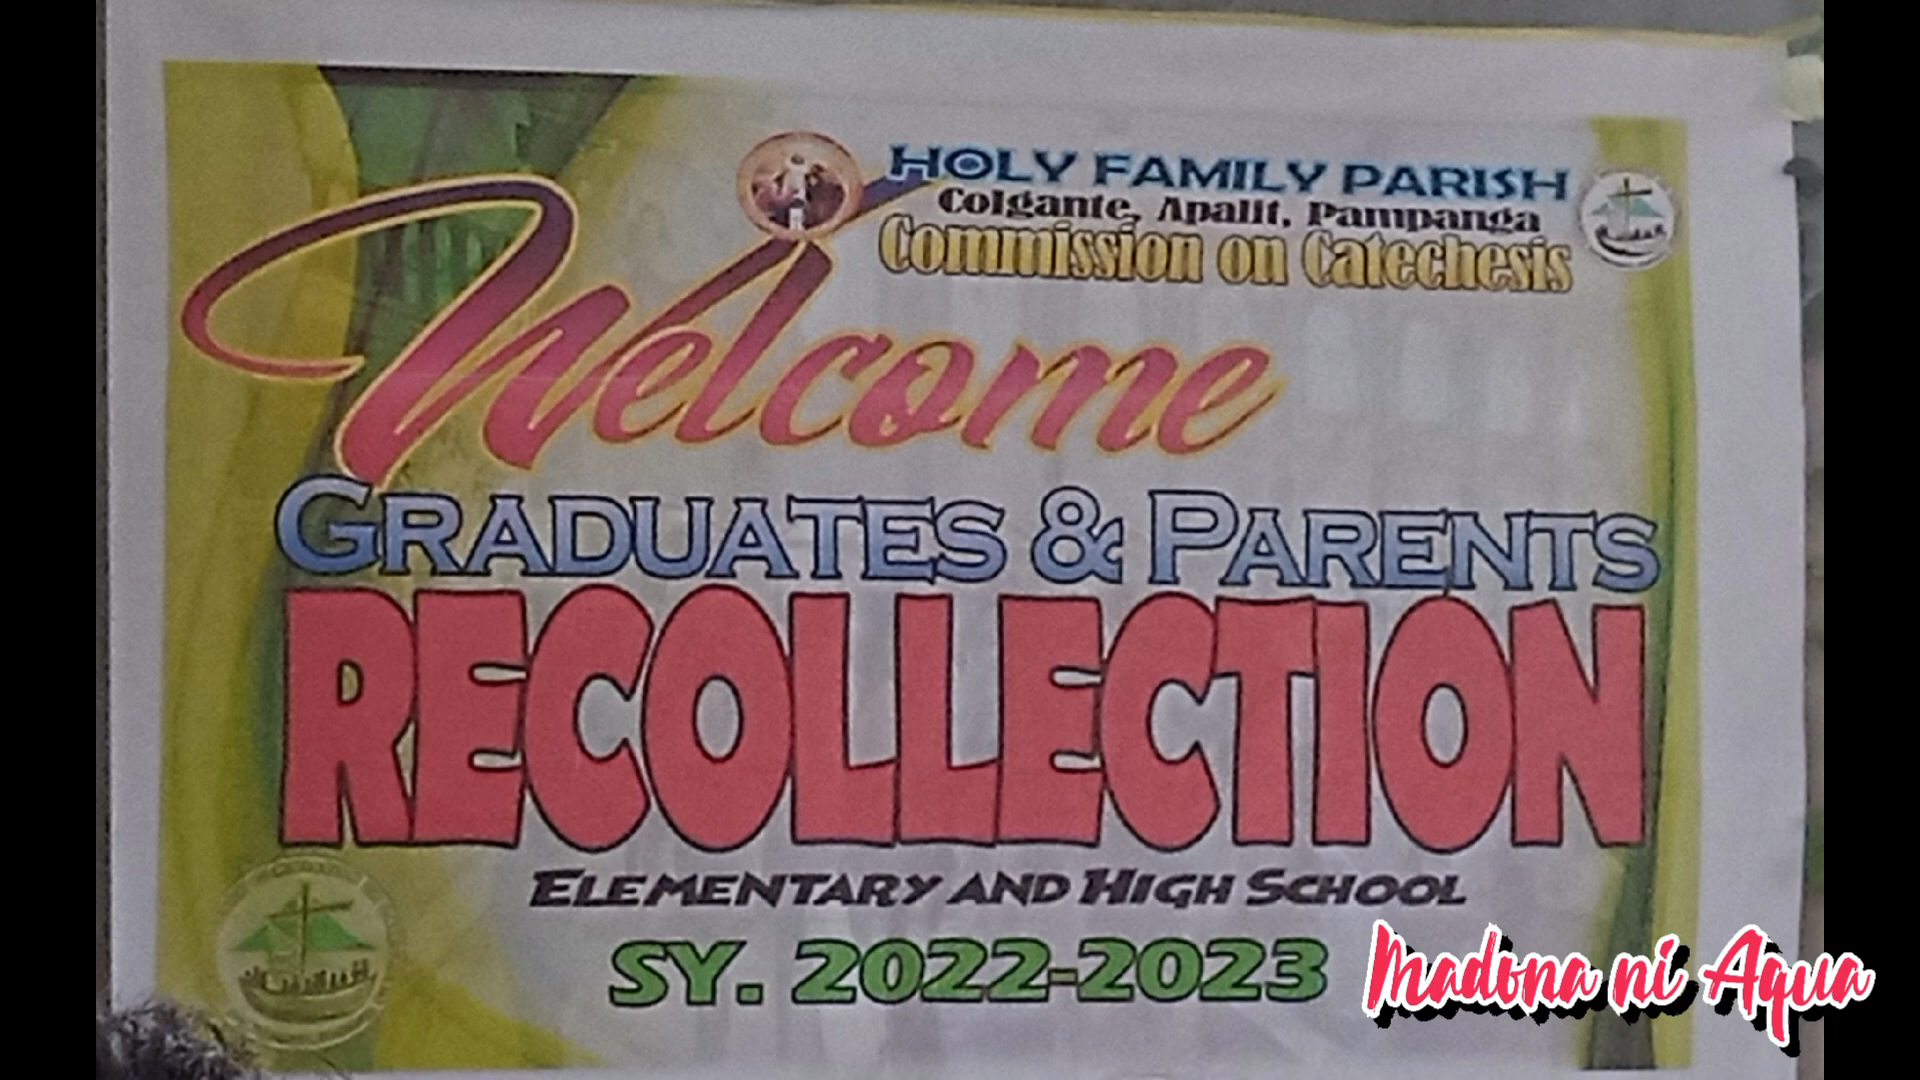 HOLY FAMILY PARISH
Colgante, Apalit, Pampanga
Commission on Catechesis
Welcome
GRADUATES & PARENTS
RECOLLECTION
ELEMENTARY AND HIGH SCHOOL
SY. 2022-2023
Madona ni Aqua